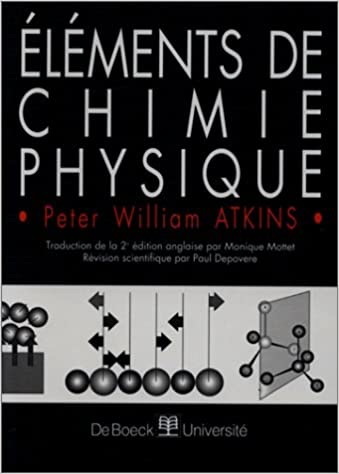 ÉLÉMENTS DE
CHIMIE
PHYSIQUE
• Peter William ATKINS •
Traduction de la 2e édition anglaise par Monique Mottet
Révision scientifique par Paul Depovere
De Boeck Université